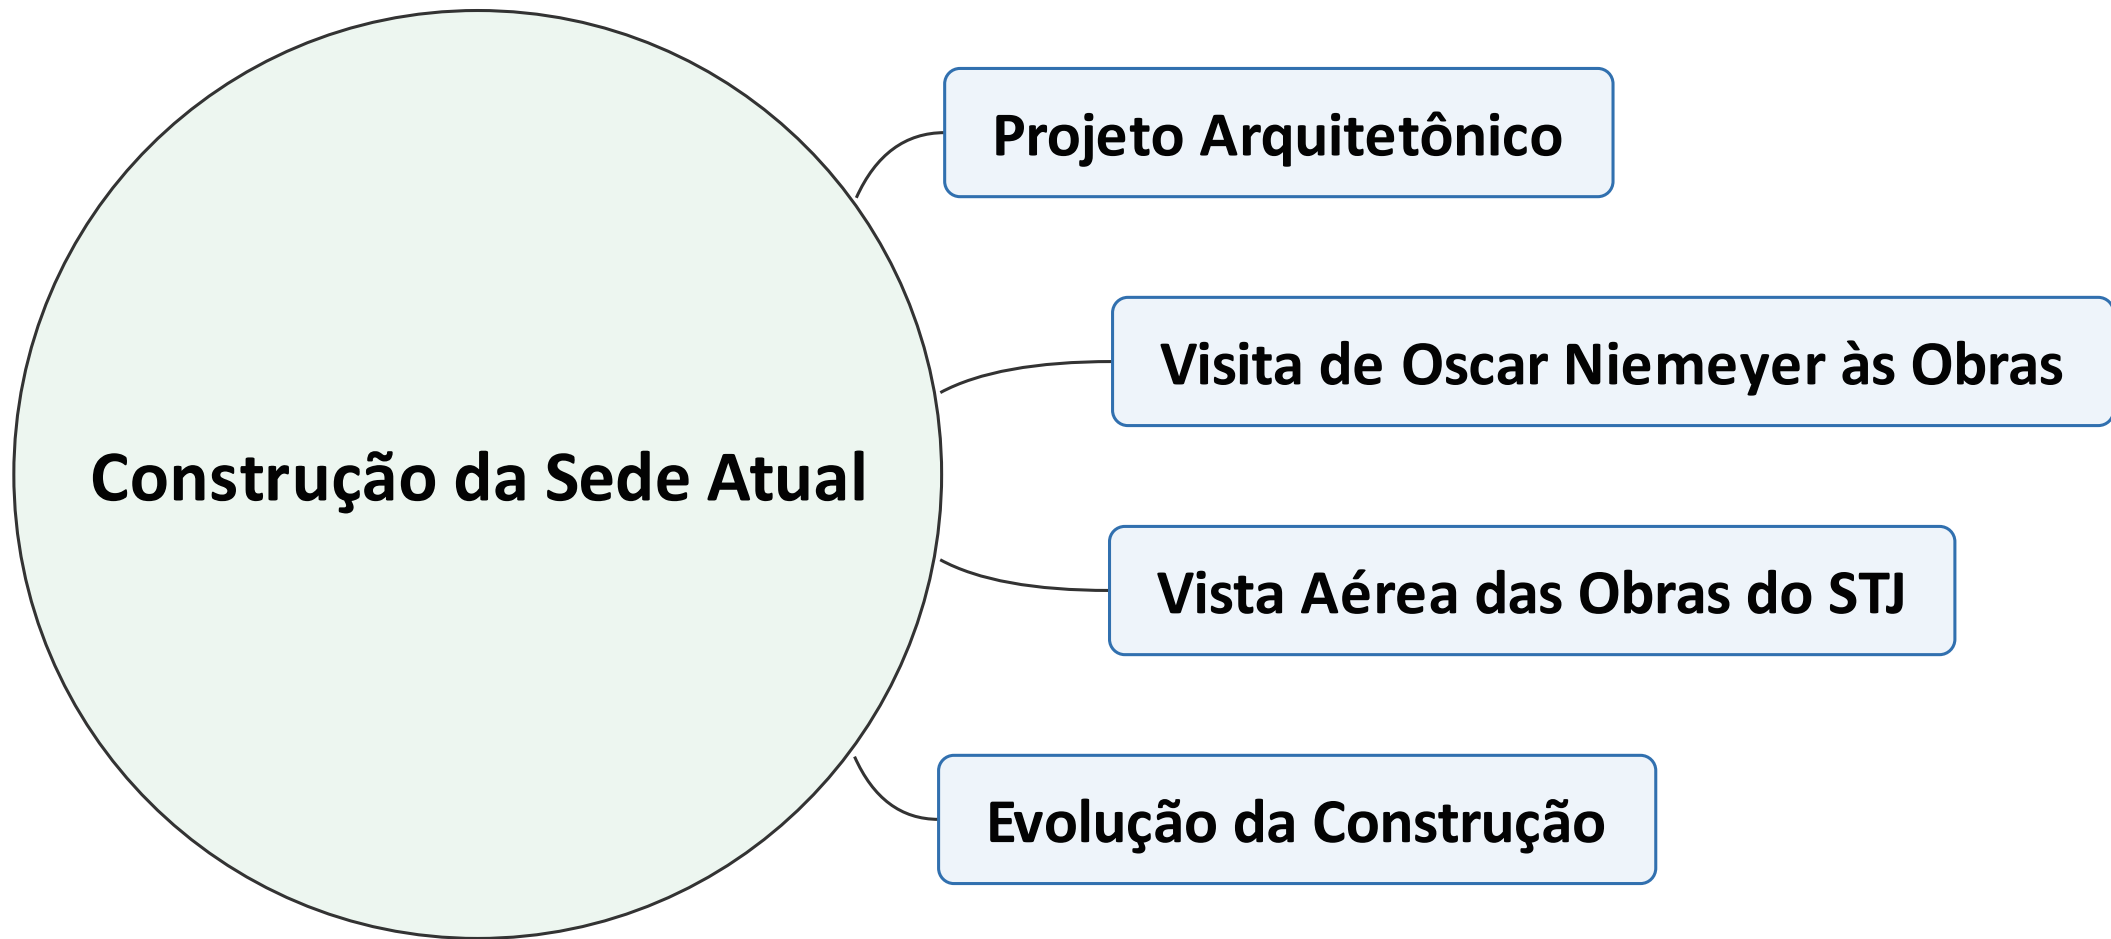 Projeto Arquitetônico
Visita de Oscar Niemeyer às Obras
Construção da Sede Atual
Vista Aérea das Obras do STJ
Evolução da Construção